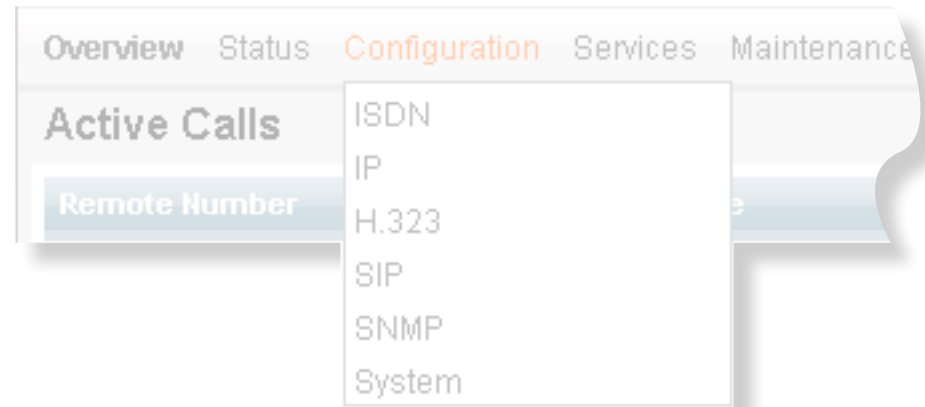 Overview Status Configuration Services Maintenance
Active Calls
Remote Number
ISDN
IP
H.323
SIP
SNMP
System